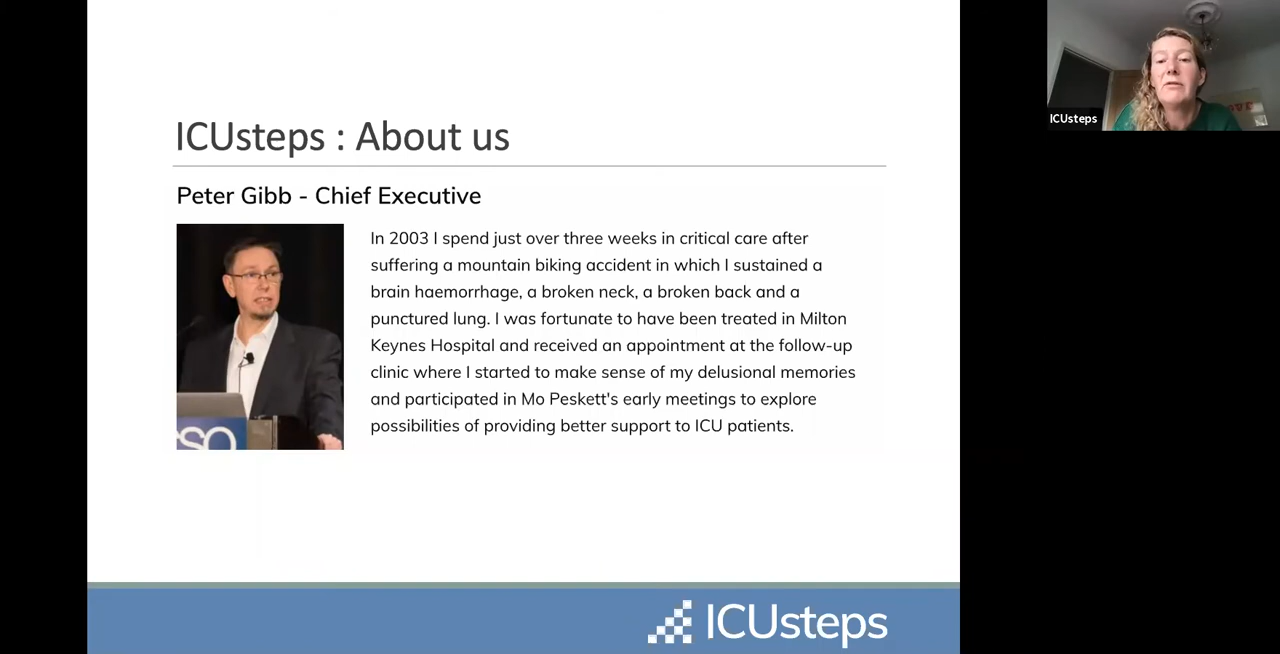 ICUsteps : About us
Peter Gibb - Chief Executive
In 2003 I spend just over three weeks in critical care after
suffering a mountain biking accident in which I sustained a
brain haemorrhage, a broken neck, a broken back and a
punctured lung. I was fortunate to have been treated in Milton
Keynes Hospital and received an appointment at the follow-up
clinic where I started to make sense of my delusional memories
and participated in Mo Peskett's early meetings to explore
possibilities of providing better support to ICU patients.
ICUsteps
ICUsteps